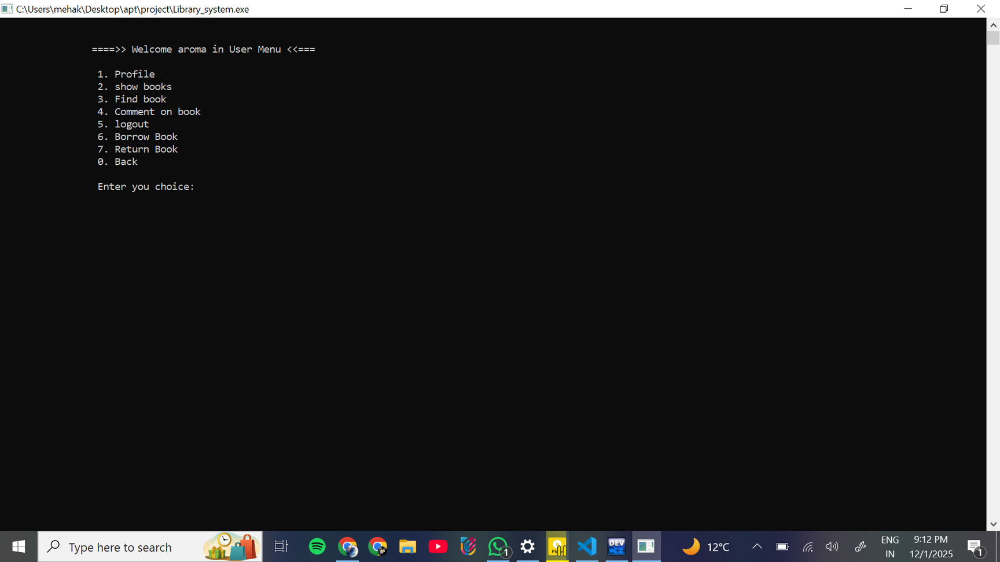 C:\Users\mehak\Desktop\apt\project\Library_system.exe
====>> Welcome aroma in User Menu <<===
1. Profile
2. show books
3. Find book
4. Comment on book
5. logout
6. Borrow Book
7. Return Book
0. Back
Enter you choice:
Type here to search
1
DEV
C++
12°C
ENG
IN
9:12 PM
12/1/2025
1